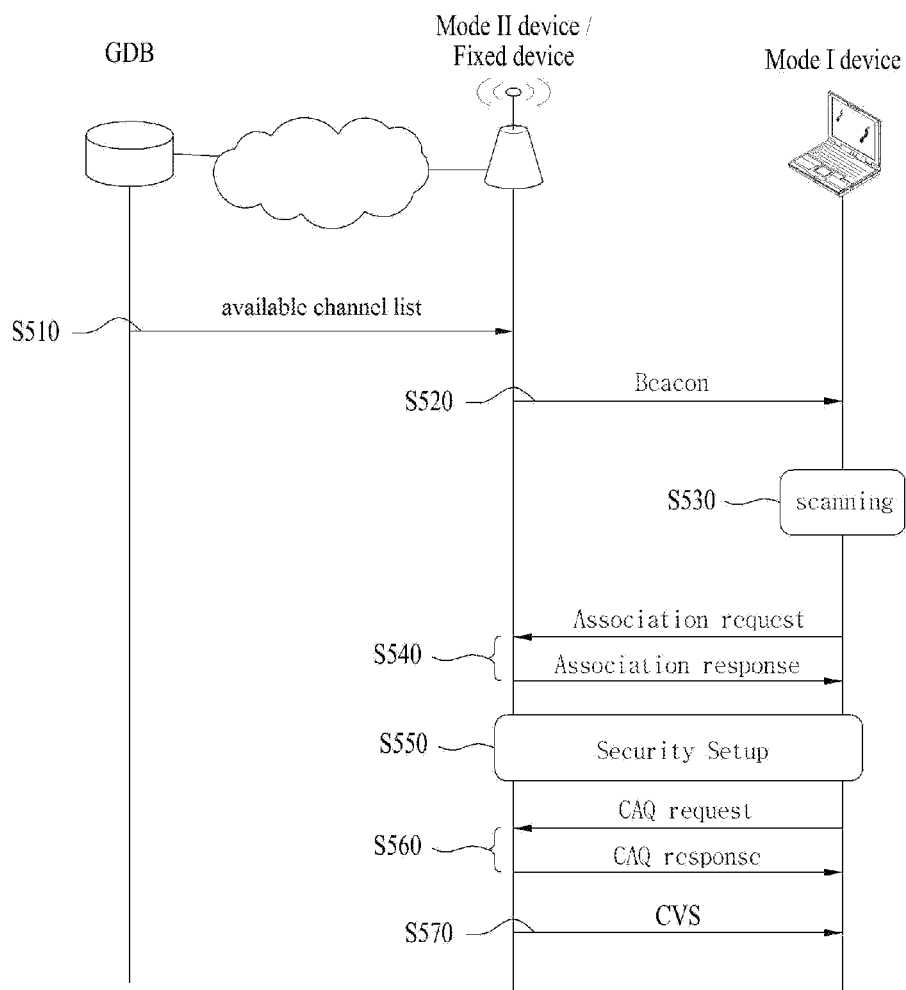 GDB
Mode II device /
Fixed device
Mode I device
available channel list
S510
Beacon
S520
S530
scanning
Association request
S540
Association response
S550
Security Setup
CAQ request
S560
CAQ response
CVS
S570